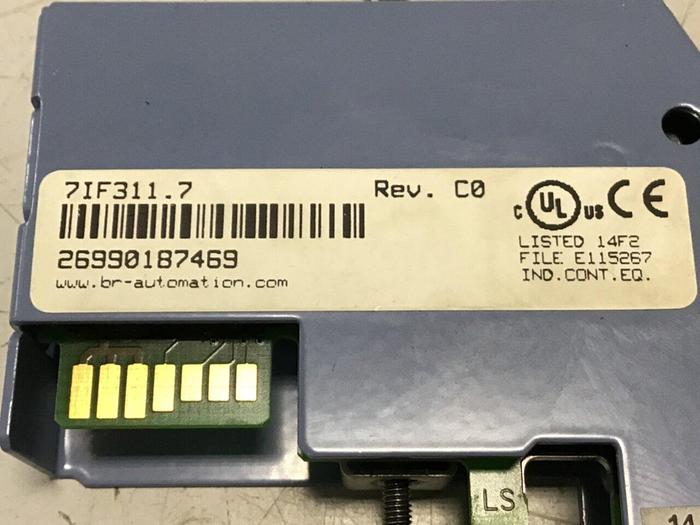 7IF311.7 Rev. C0
26990187469
www.br-automation.com
C UL US CE
LISTED 14F2
FILE E115267
IND.CONT.EQ.
LS
14